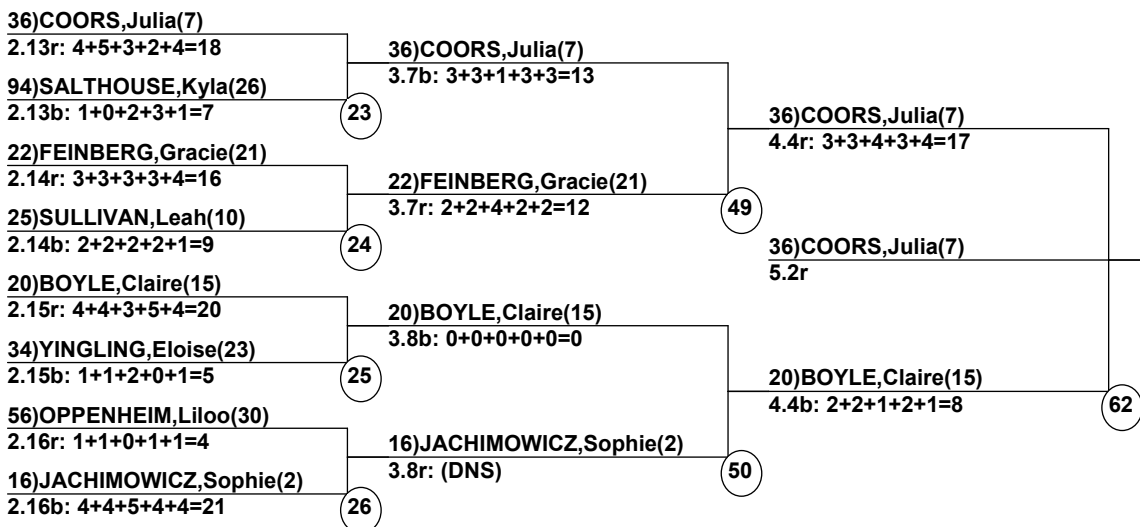 36)COORS,Julia(7)
2.13r: 4+5+3+2+4=18
94)SALTHOUSE,Kyla(26)
2.13b: 1+0+2+3+1=7
23
22)FEINBERG,Gracie(21)
2.14r: 3+3+3+3+4=16
25)SULLIVAN,Leah(10)
2.14b: 2+2+2+2+1=9
24
20)BOYLE,Claire(15)
2.15r: 4+4+3+5+4=20
34)YINGLING,Eloise(23)
2.15b: 1+1+2+0+1=5
25
56)OPPENHEIM,Liloo(30)
2.16r: 1+1+0+1+1=4
16)JACHIMOWICZ,Sophie(2)
2.16b: 4+4+5+4+4=21
26
36)COORS,Julia(7)
3.7b: 3+3+1+3+3=13
22)FEINBERG,Gracie(21)
3.7r: 2+2+4+2+2=12
49
20)BOYLE,Claire(15)
3.8b: 0+0+0+0+0=0
16)JACHIMOWICZ,Sophie(2)
3.8r: (DNS)
50
36)COORS,Julia(7)
4.4r: 3+3+4+3+4=17
36)COORS,Julia(7)
5.2r
20)BOYLE,Claire(15)
4.4b: 2+2+1+2+1=8
62